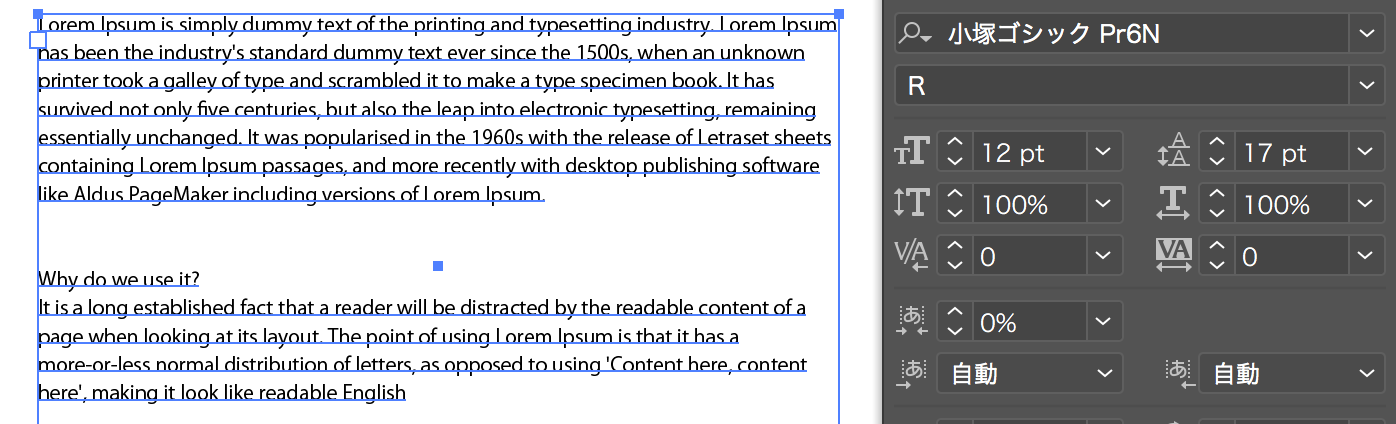 Lorem Ipsum is simply dummy text of the printing and typesetting industry. Lorem Ipsum
has been the industry's standard dummy text ever since the 1500s, when an unknown
printer took a galley of type and scrambled it to make a type specimen book. It has
survived not only five centuries, but also the leap into electronic typesetting, remaining
essentially unchanged. It was popularised in the 1960s with the release of Letraset sheets
containing Lorem Ipsum passages, and more recently with desktop publishing software
like Aldus PageMaker including versions of Lorem Ipsum.
Why do we use it?
It is a long established fact that a reader will be distracted by the readable content of a
page when looking at its layout. The point of using Lorem Ipsum is that it has a
more-or-less normal distribution of letters, as opposed to using 'Content here, content
here', making it look like readable English
小塚ゴシック Pr6N
R
12 pt
17 pt
100%
100%
0
0
0%
自動
自動